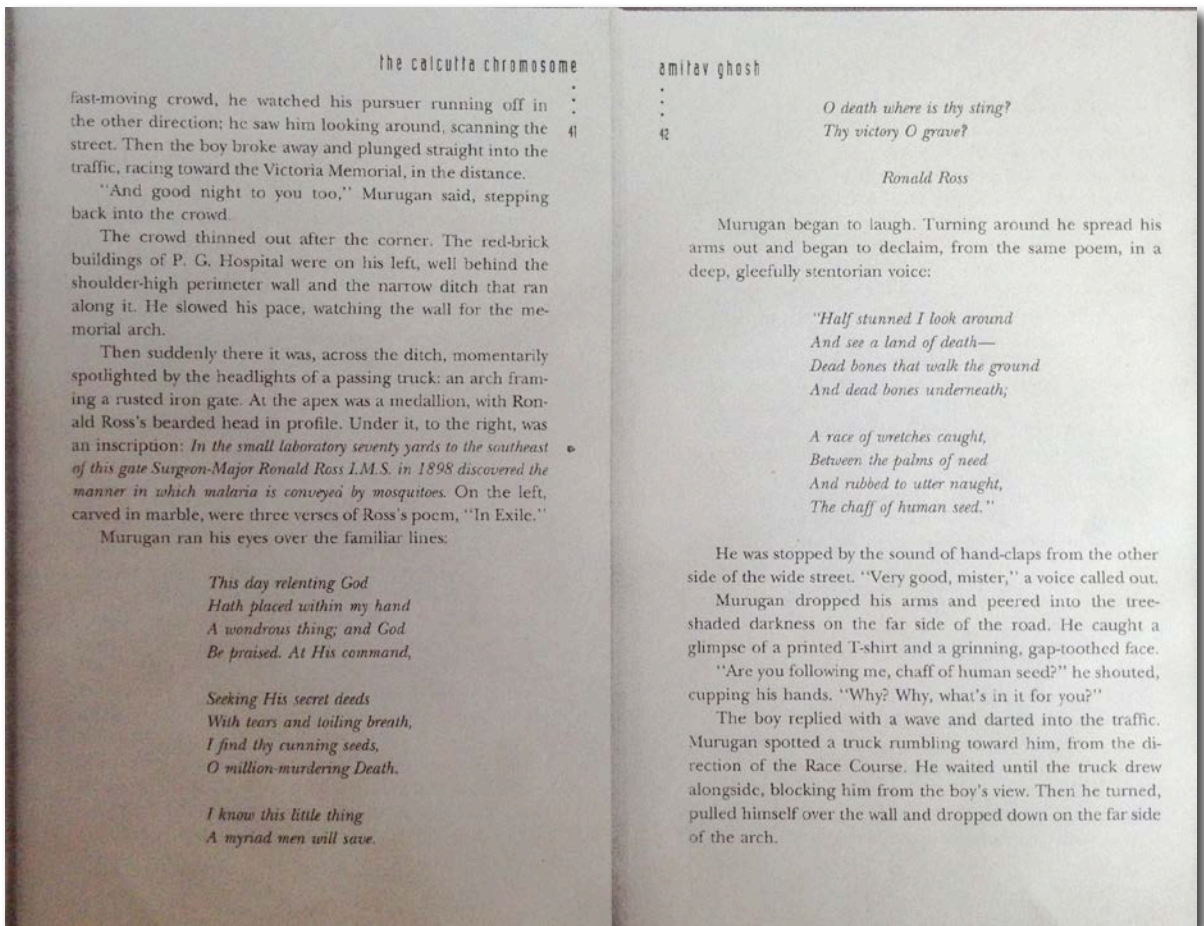 the calcutta chromosome
41
fast-moving crowd, he watched his pursuer running off in
the other direction; he saw him looking around, scanning the
street. Then the boy broke away and plunged straight into the
traffic, racing toward the Victoria Memorial, in the distance.
"And good night to you too," Murugan said, stepping
back into the crowd.
The crowd thinned out after the corner. The red-brick
buildings of P. G. Hospital were on his left, well behind the
shoulder-high perimeter wall and the narrow ditch that ran
along it. He slowed his pace, watching the wall for the me-
morial arch.
Then suddenly there it was, across the ditch, momentarily
spotlighted by the headlights of a passing truck: an arch fram-
ing a rusted iron gate. At the apex was a medallion, with Ron-
ald Ross's bearded head in profile. Under it, to the right, was
an inscription: In the small laboratory seventy yards to the southeast
of this gate Surgeon-Major Ronald Ross I.M.S. in 1898 discovered the
manner in which malaria is conveyed by mosquitoes. On the left,
carved in marble, were three verses of Ross's poem, "In Exile."
Murugan ran his eyes over the familiar lines:
This day relenting God
Hath placed within my hand
A wondrous thing; and God
Be praised. At His command,
Seeking His secret deeds
With tears and toiling breath,
I find thy cunning seeds,
O million-murdering Death.
I know this little thing
A myriad men will save.
amitav ghosh
42
O death where is thy sting?
Thy victory O grave?
Ronald Ross
Murugan began to laugh. Turning around he spread his
arms out and began to declaim, from the same poem, in a
deep, gleefully stentorian voice:
"Half stunned I look around
And see a land of death—
Dead bones that walk the ground
And dead bones underneath;
A race of wretches caught,
Between the palms of need
And rubbed to utter naught,
The chaff of human seed."
He was stopped by the sound of hand-claps from the other
side of the wide street. "Very good, mister," a voice called out.
Murugan dropped his arms and peered into the tree-
shaded darkness on the far side of the road. He caught a
glimpse of a printed T-shirt and a grinning, gap-toothed face.
"Are you following me, chaff of human seed?" he shouted,
cupping his hands. "Why? Why, what's in it for you?"
The boy replied with a wave and darted into the traffic.
Murugan spotted a truck rumbling toward him, from the di-
rection of the Race Course. He waited until the truck drew
alongside, blocking him from the boy's view. Then he turned,
pulled himself over the wall and dropped down on the far side
of the arch.